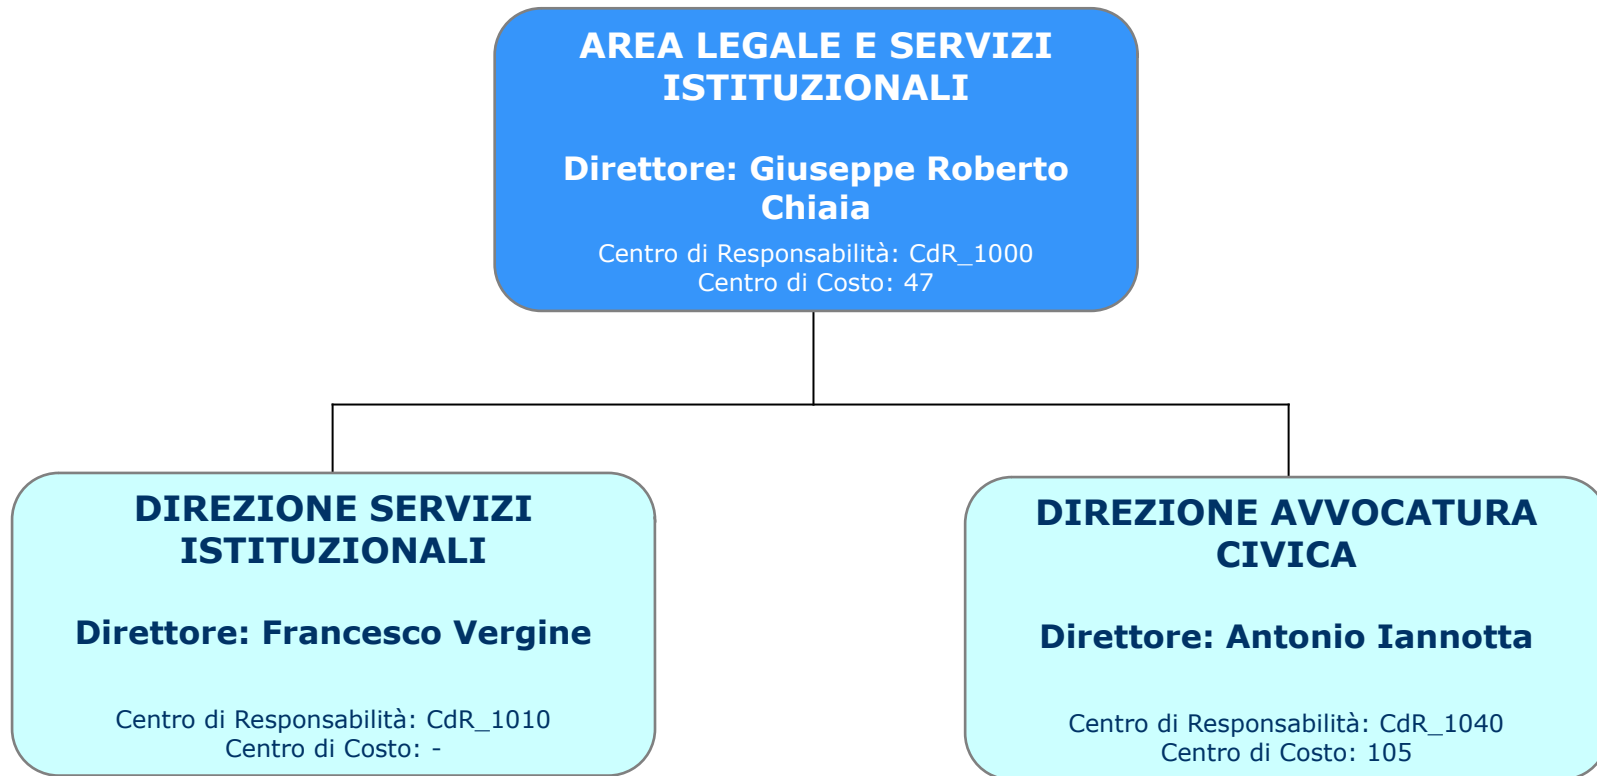 AREA LEGALE E SERVIZI
ISTITUZIONALI
Direttore: Giuseppe Roberto
Chiaia
Centro di Responsabilità: CdR_1000
Centro di Costo: 47
DIREZIONE SERVIZI
ISTITUZIONALI
Direttore: Francesco Vergine
Centro di Responsabilità: CdR_1010
Centro di Costo: -
DIREZIONE AVVOCATURA
CIVICA
Direttore: Antonio Iannotta
Centro di Responsabilità: CdR_1040
Centro di Costo: 105